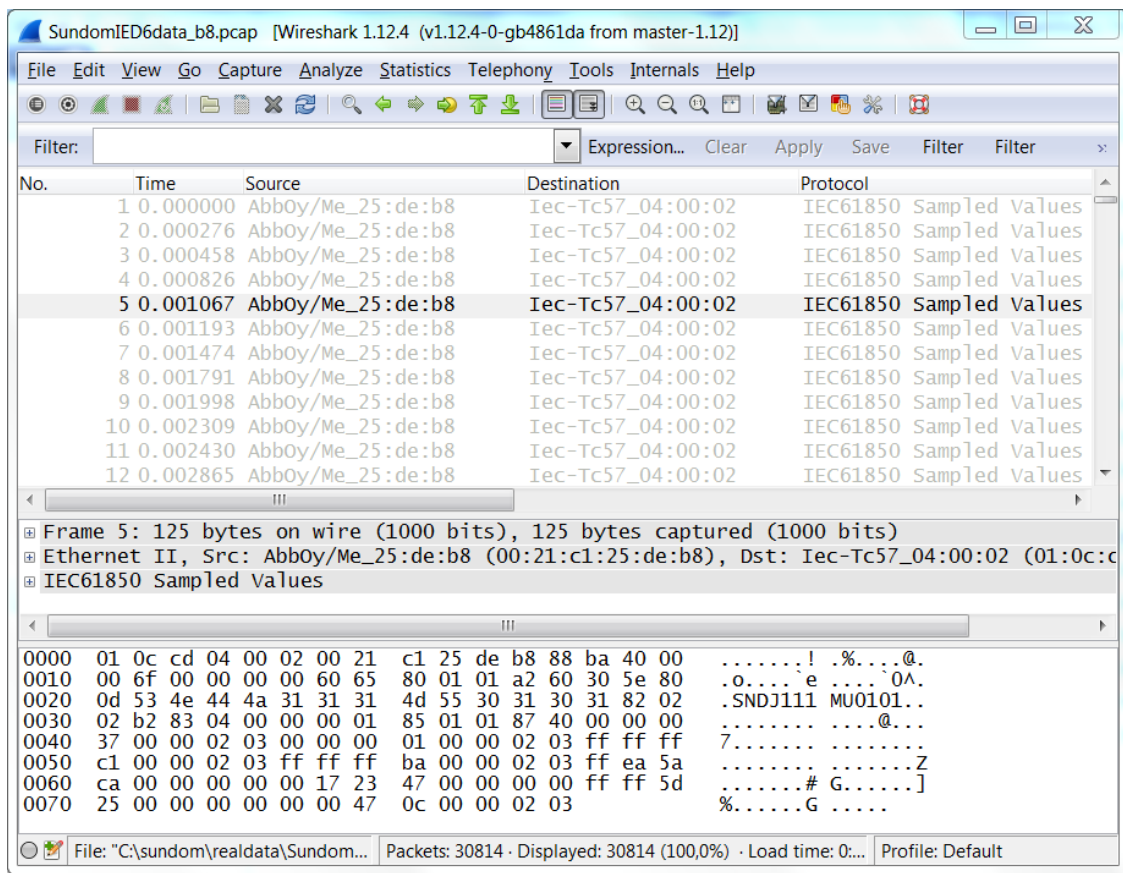 SundomIED6data_b8.pcap [Wireshark 1.12.4 (v1.12.4-0-gb4861da from master-1.12)]
File Edit View Go Capture Analyze Statistics Telephony Tools Internals Help
Filter: Expression... Clear Apply Save Filter Filter
No. Time Source Destination Protocol
1 0.000000 AbbOy/Me_25:de:b8 Iec-Tc57_04:00:02 IEC61850 Sampled Values
2 0.000276 AbbOy/Me_25:de:b8 Iec-Tc57_04:00:02 IEC61850 Sampled Values
3 0.000458 AbbOy/Me_25:de:b8 Iec-Tc57_04:00:02 IEC61850 Sampled Values
4 0.000826 AbbOy/Me_25:de:b8 Iec-Tc57_04:00:02 IEC61850 Sampled Values
5 0.001067 AbbOy/Me_25:de:b8 Iec-Tc57_04:00:02 IEC61850 Sampled Values
6 0.001193 AbbOy/Me_25:de:b8 Iec-Tc57_04:00:02 IEC61850 Sampled Values
7 0.001474 AbbOy/Me_25:de:b8 Iec-Tc57_04:00:02 IEC61850 Sampled Values
8 0.001791 AbbOy/Me_25:de:b8 Iec-Tc57_04:00:02 IEC61850 Sampled Values
9 0.001998 AbbOy/Me_25:de:b8 Iec-Tc57_04:00:02 IEC61850 Sampled Values
10 0.002309 AbbOy/Me_25:de:b8 Iec-Tc57_04:00:02 IEC61850 Sampled Values
11 0.002430 AbbOy/Me_25:de:b8 Iec-Tc57_04:00:02 IEC61850 Sampled Values
12 0.002865 AbbOy/Me_25:de:b8 Iec-Tc57_04:00:02 IEC61850 Sampled Values
Frame 5: 125 bytes on wire (1000 bits), 125 bytes captured (1000 bits)
Ethernet II, Src: AbbOy/Me_25:de:b8 (00:21:c1:25:de:b8), Dst: Iec-Tc57_04:00:02 (01:0c:c
IEC61850 Sampled Values
0000 01 0c cd 04 00 02 00 21 c1 25 de b8 88 ba 40 00 .......! .%....@.
0010 00 6f 00 00 00 00 60 65 80 01 01 a2 60 30 5e 80 .o....`e ....`0^.
0020 0d 53 4e 44 4a 31 31 31 4d 55 30 31 30 31 82 02 .SNDJ111 MU0101..
0030 02 b2 83 04 00 00 00 01 85 01 01 87 40 00 00 00 ........ ....@...
0040 37 00 00 02 03 00 00 00 01 00 00 02 03 ff ff ff 7....... ........
0050 c1 00 00 02 03 ff ff ff ba 00 00 02 03 ff ea 5a ........ .......Z
0060 ca 00 00 00 00 00 17 23 47 00 00 00 00 ff ff 5d .......# G......]
0070 25 00 00 00 00 00 00 47 0c 00 00 02 03 %......G .....
File: "C:\sundom\realdata\Sundom... Packets: 30814 · Displayed: 30814 (100,0%) · Load time: 0:... Profile: Default